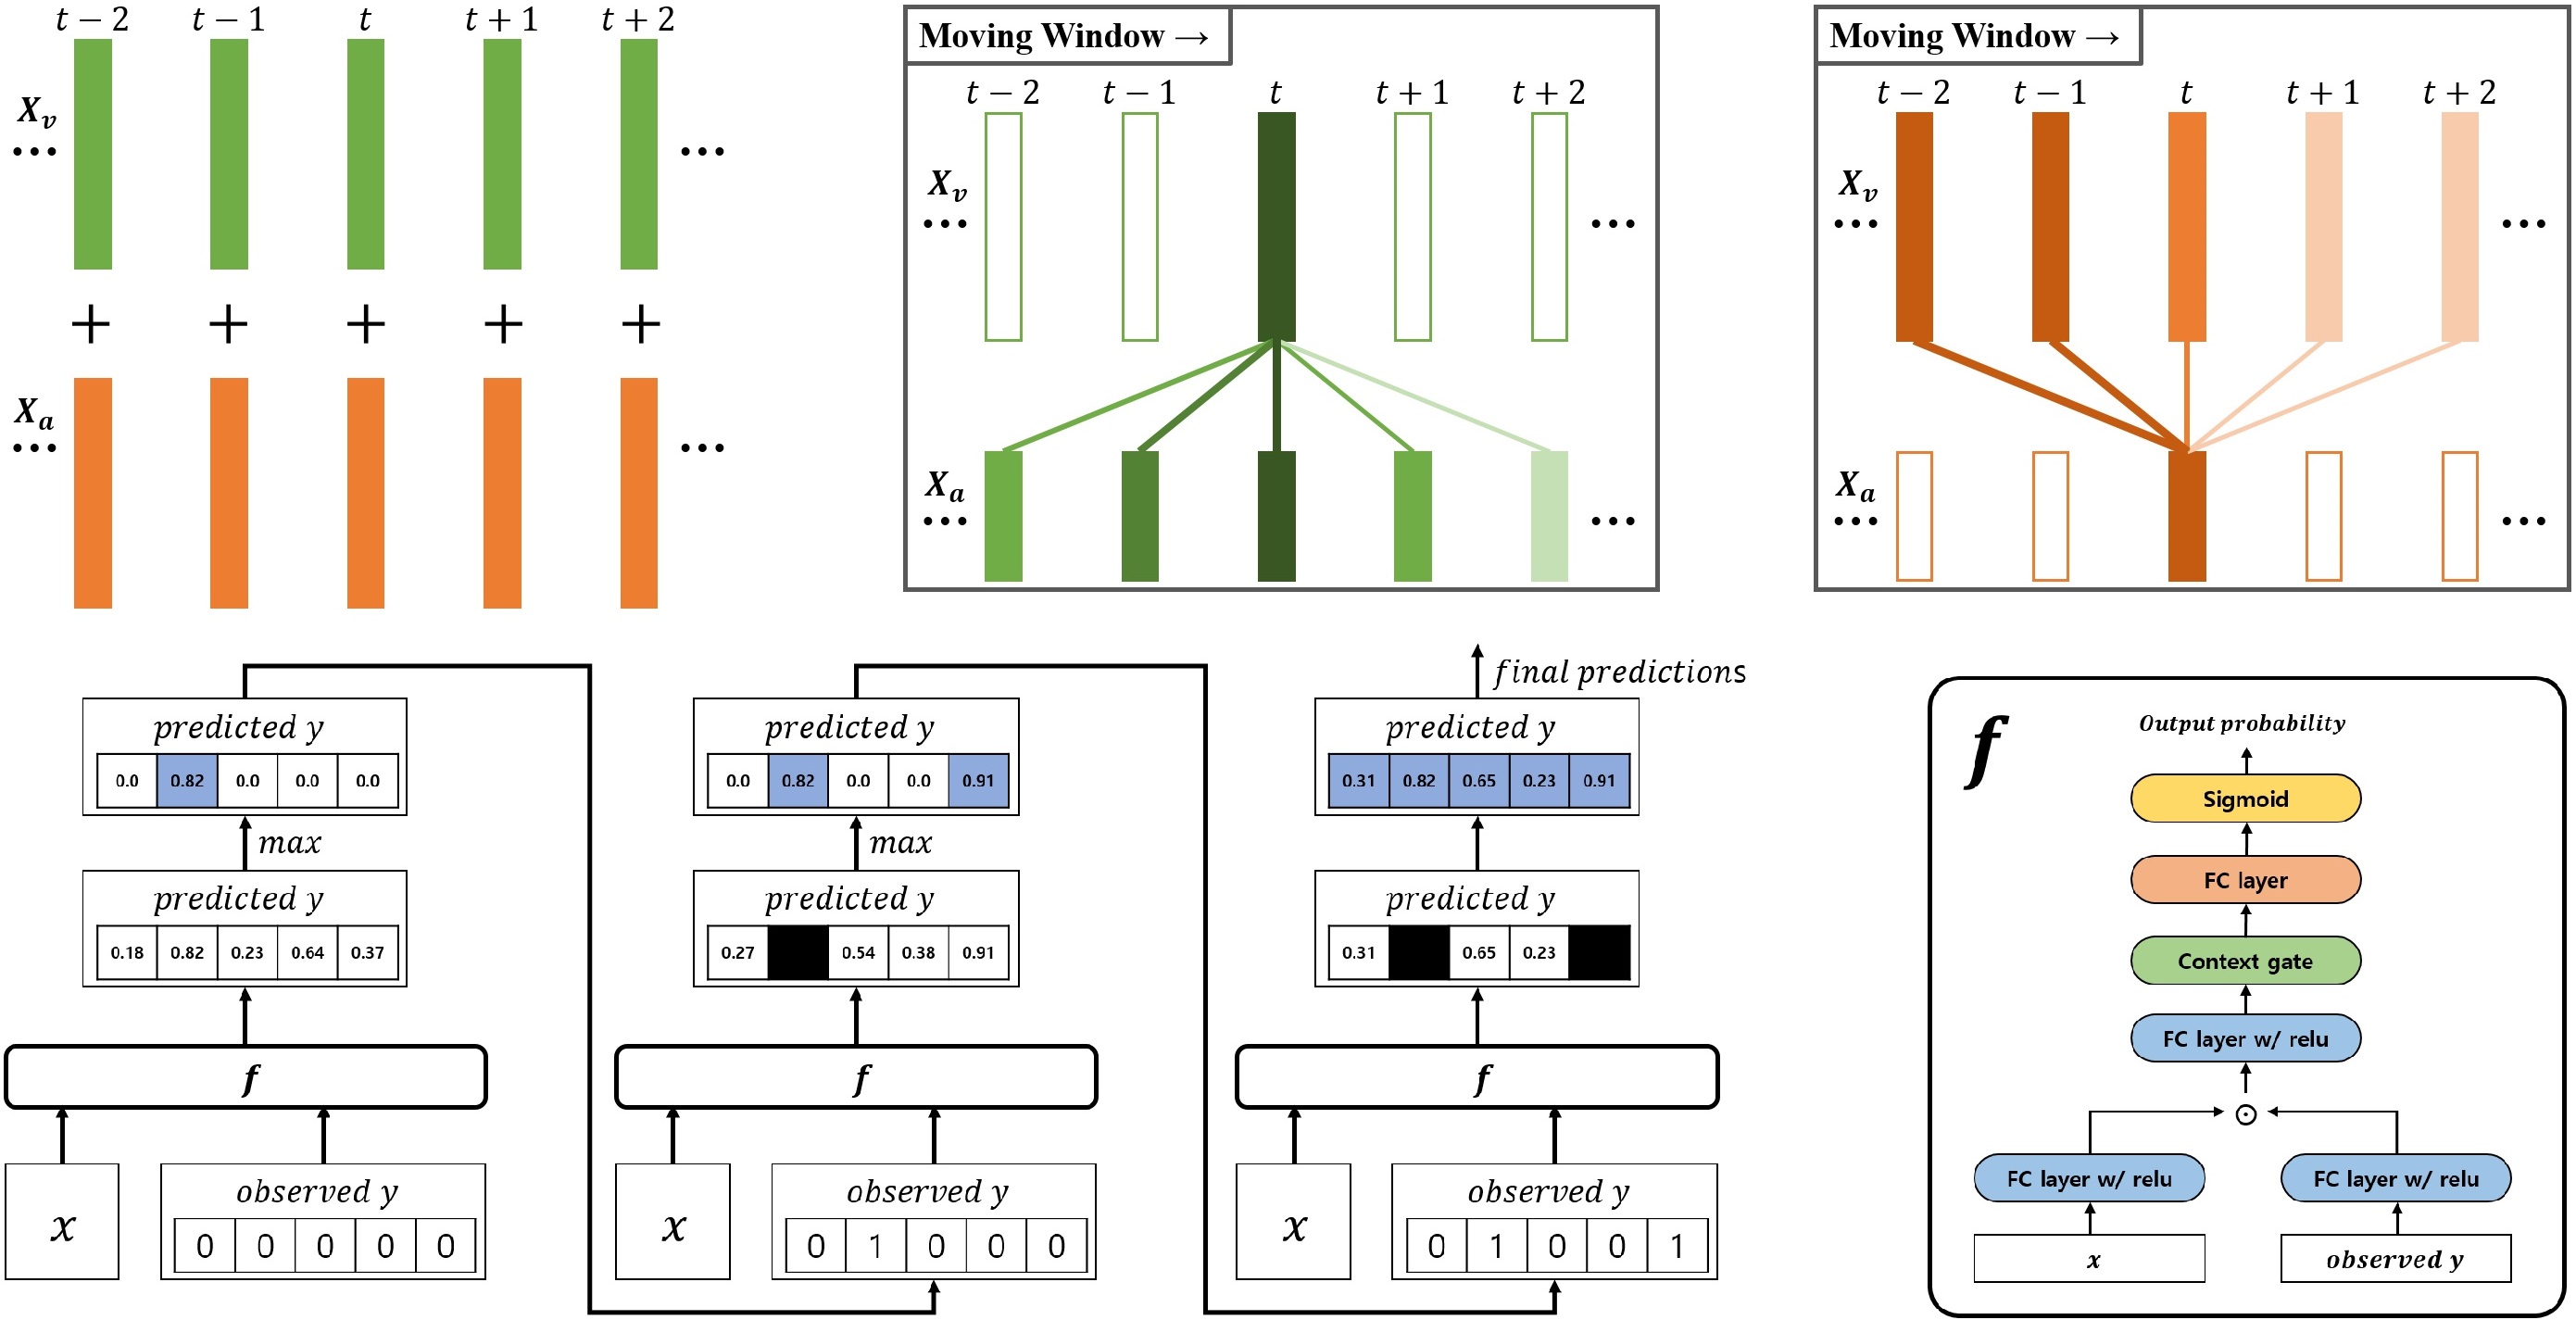 t − 2 t − 1 t t + 1 t + 2
X_v
...
...
+ + + + +
X_a
...
...
Moving Window →
t − 2 t − 1 t t + 1 t + 2
X_v
...
...
X_a
...
...
Moving Window →
t − 2 t − 1 t t + 1 t + 2
X_v
...
...
X_a
...
...
predicted y
0.0 0.82 0.0 0.0 0.0
max
predicted y
0.18 0.82 0.23 0.64 0.37
f
x
observed y
0 0 0 0 0
predicted y
0.0 0.82 0.0 0.0 0.91
max
predicted y
0.27 0.54 0.38 0.91
f
x
observed y
0 1 0 0 0
final predictions
predicted y
0.31 0.82 0.65 0.23 0.91
predicted y
0.31 0.65 0.23
f
x
observed y
0 1 0 0 1
f
Output probability
Sigmoid
FC layer
Context gate
FC layer w/ relu
⊙
FC layer w/ relu FC layer w/ relu
x observed y